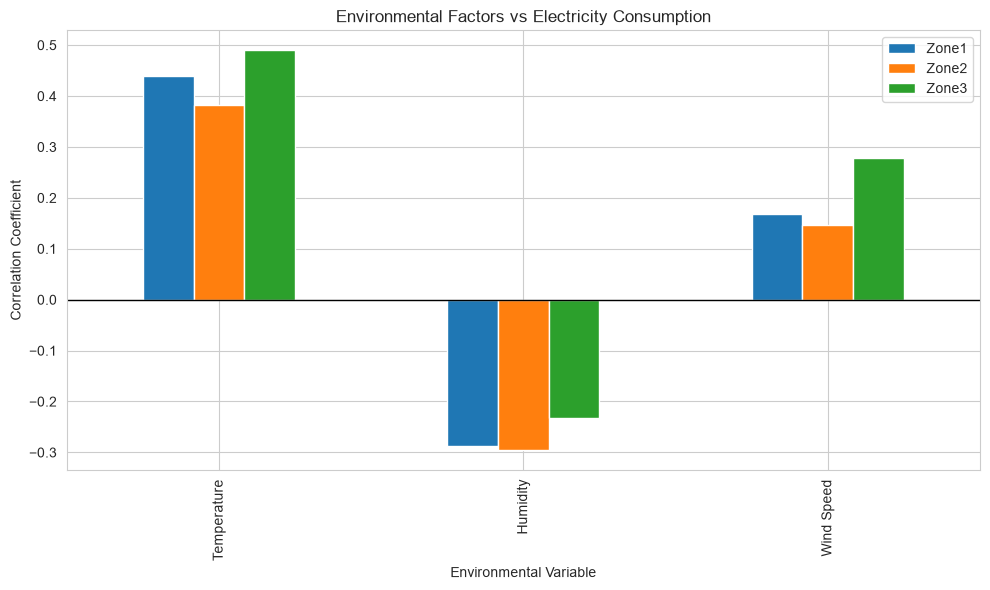 Environmental Factors vs Electricity Consumption
Zone1
Zone2
Zone3
Correlation Coefficient
0.5
0.4
0.3
0.2
0.1
0.0
−0.1
−0.2
−0.3
Temperature
Humidity
Wind Speed
Environmental Variable